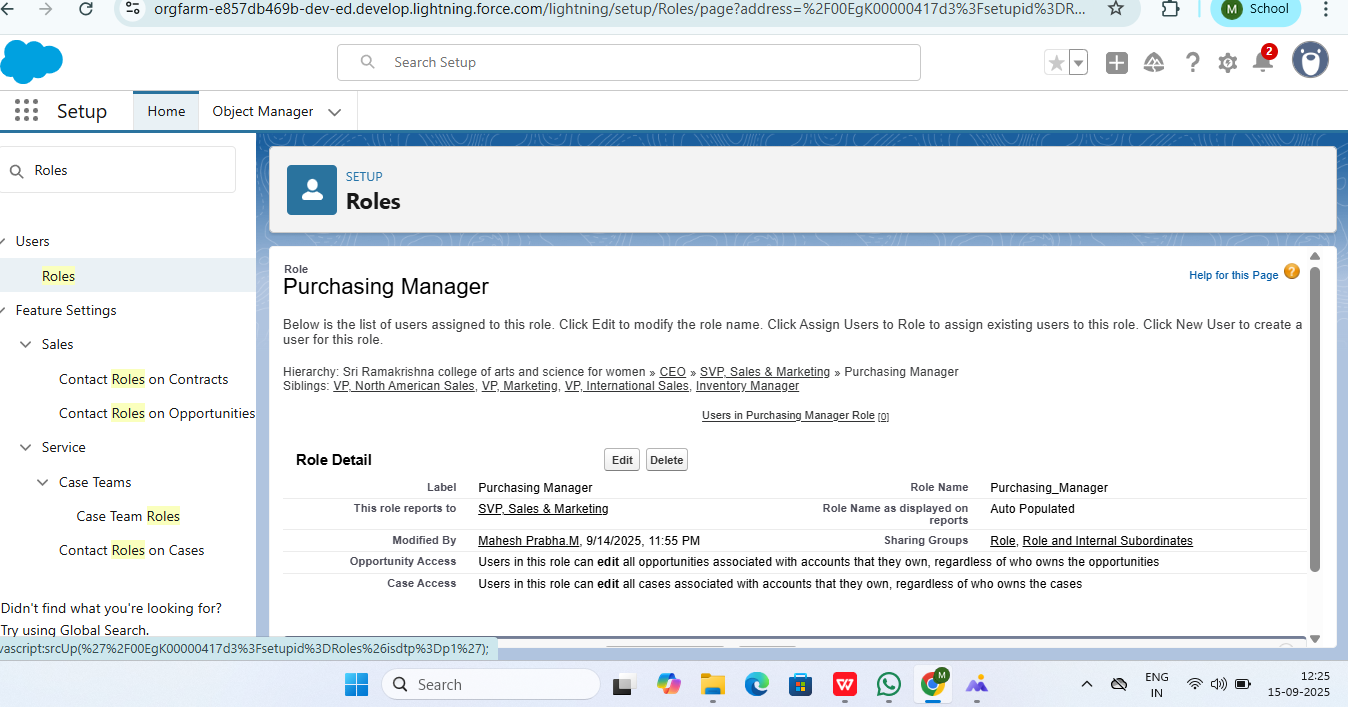 orgfarm-e857db469b-dev-ed.develop.lightning.force.com/lightning/setup/Roles/page?address=%2F00EgK00000417d3%3Fsetupid%3DR...
M School
Search Setup
2
Setup
Home
Object Manager
Roles
SETUP
Roles
Users
Roles
Feature Settings
Sales
Contact Roles on Contracts
Contact Roles on Opportunities
Service
Case Teams
Case Team Roles
Contact Roles on Cases
Didn't find what you're looking for?
Try using Global Search.
Role
Purchasing Manager
Help for this Page ?
Below is the list of users assigned to this role. Click Edit to modify the role name. Click Assign Users to Role to assign existing users to this role. Click New User to create a
user for this role.
Hierarchy: Sri Ramakrishna college of arts and science for women » CEO » SVP, Sales & Marketing » Purchasing Manager
Siblings: VP, North American Sales, VP, Marketing, VP, International Sales, Inventory Manager
Users in Purchasing Manager Role [0]
Role Detail
Edit
Delete
Label Purchasing Manager Role Name Purchasing_Manager
This role reports to SVP, Sales & Marketing Role Name as displayed on
reports Auto Populated
Modified By Mahesh Prabha.M, 9/14/2025, 11:55 PM Sharing Groups Role, Role and Internal Subordinates
Opportunity Access Users in this role can edit all opportunities associated with accounts that they own, regardless of who owns the opportunities
Case Access Users in this role can edit all cases associated with accounts that they own, regardless of who owns the cases
vascript:srcUp(%27%2F00EgK00000417d3%3Fsetupid%3DRoles%26isdtp%3Dp1%27);
Search
M
ENG
IN
12:25
15-09-2025